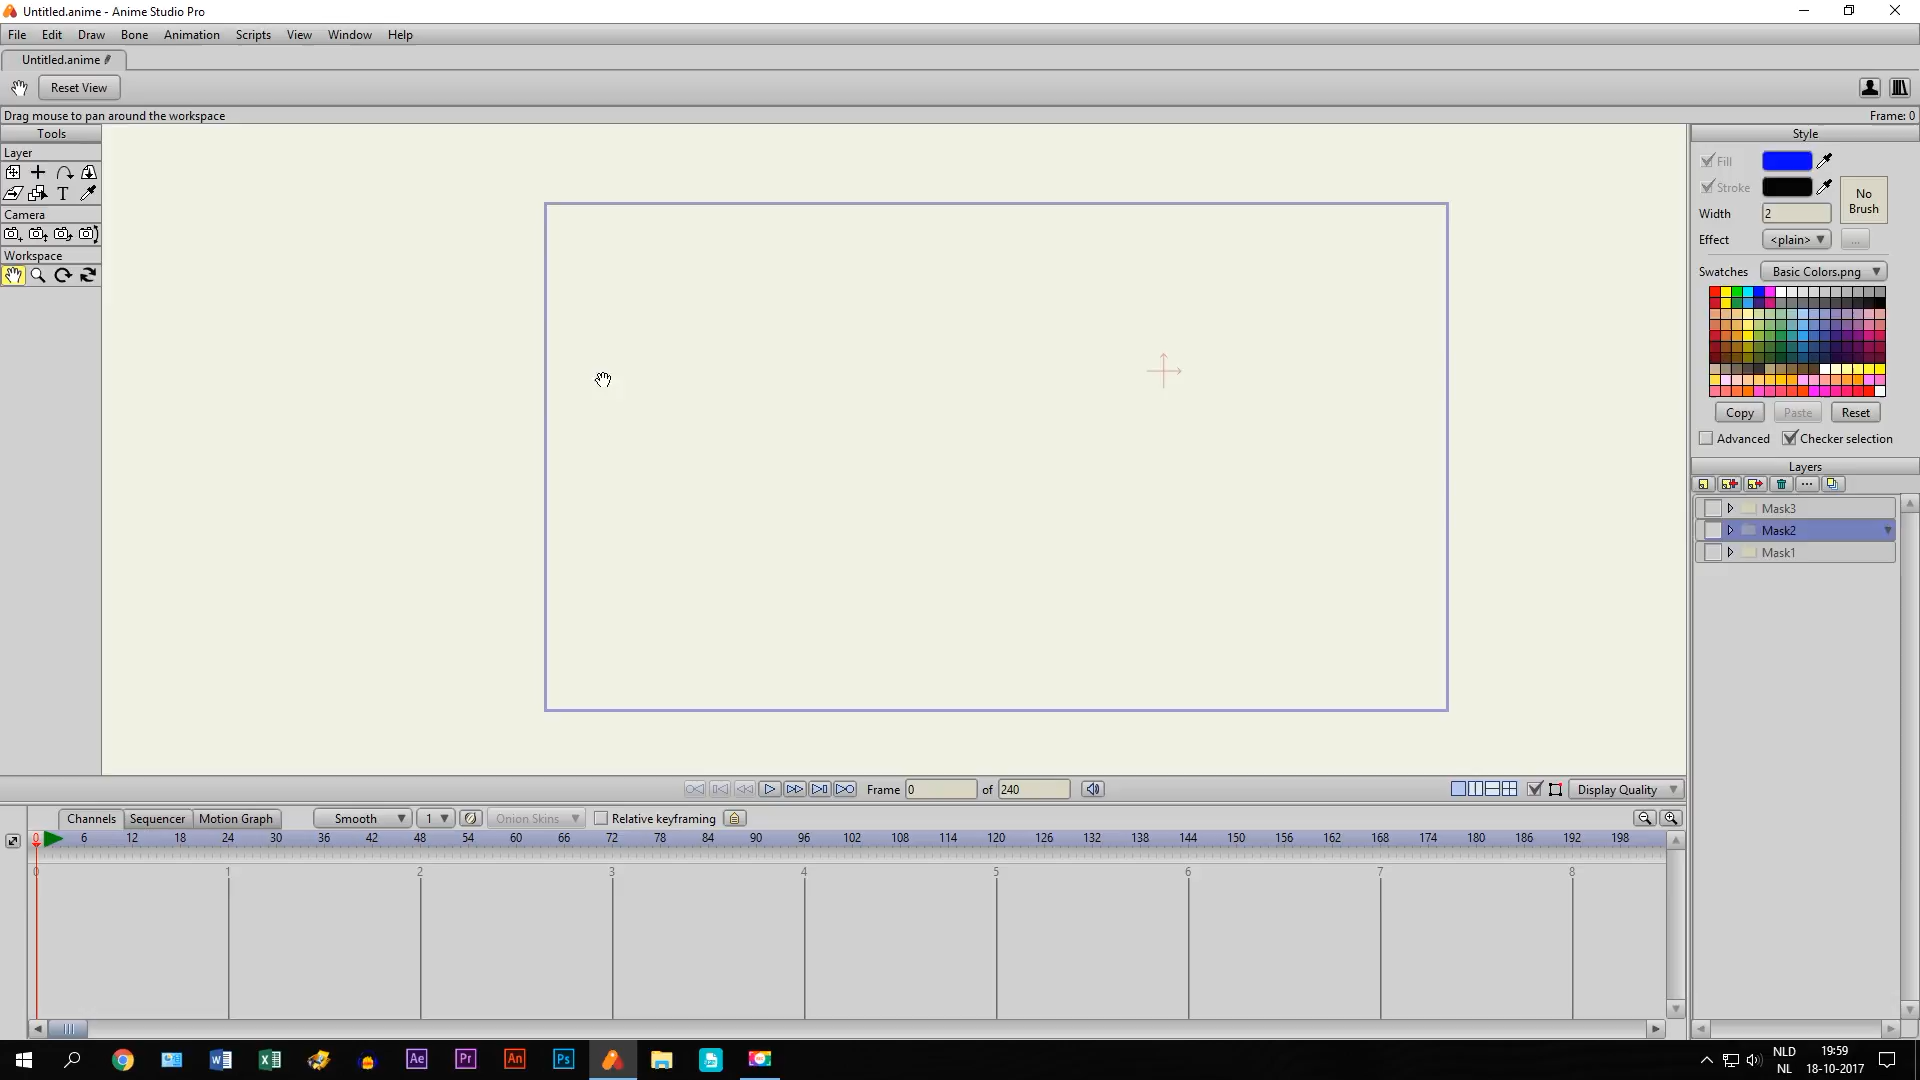 Untitled.anime - Anime Studio Pro
File Edit Draw Bone Animation Scripts View Window Help
Untitled.anime
Reset View
Drag mouse to pan around the workspace
Frame: 0
Tools
Layer
T
Camera
Workspace
Style
Fill
Stroke
No
Brush
Width 2
Effect <plain> ...
Swatches Basic Colors.png
Copy Paste Reset
Advanced Checker selection
Layers
Mask3
Mask2
Mask1
Frame 0 of 240
Display Quality
Channels Sequencer Motion Graph Smooth 1 Onion Skins Relative keyframing
0 6 12 18 24 30 36 42 48 54 60 66 72 78 84 90 96 102 108 114 120 126 132 138 144 150 156 162 168 174 180 186 192 198
0 1 2 3 4 5 6 7 8
Ae Pr An Ps
NLD
NL
19:59
18-10-2017